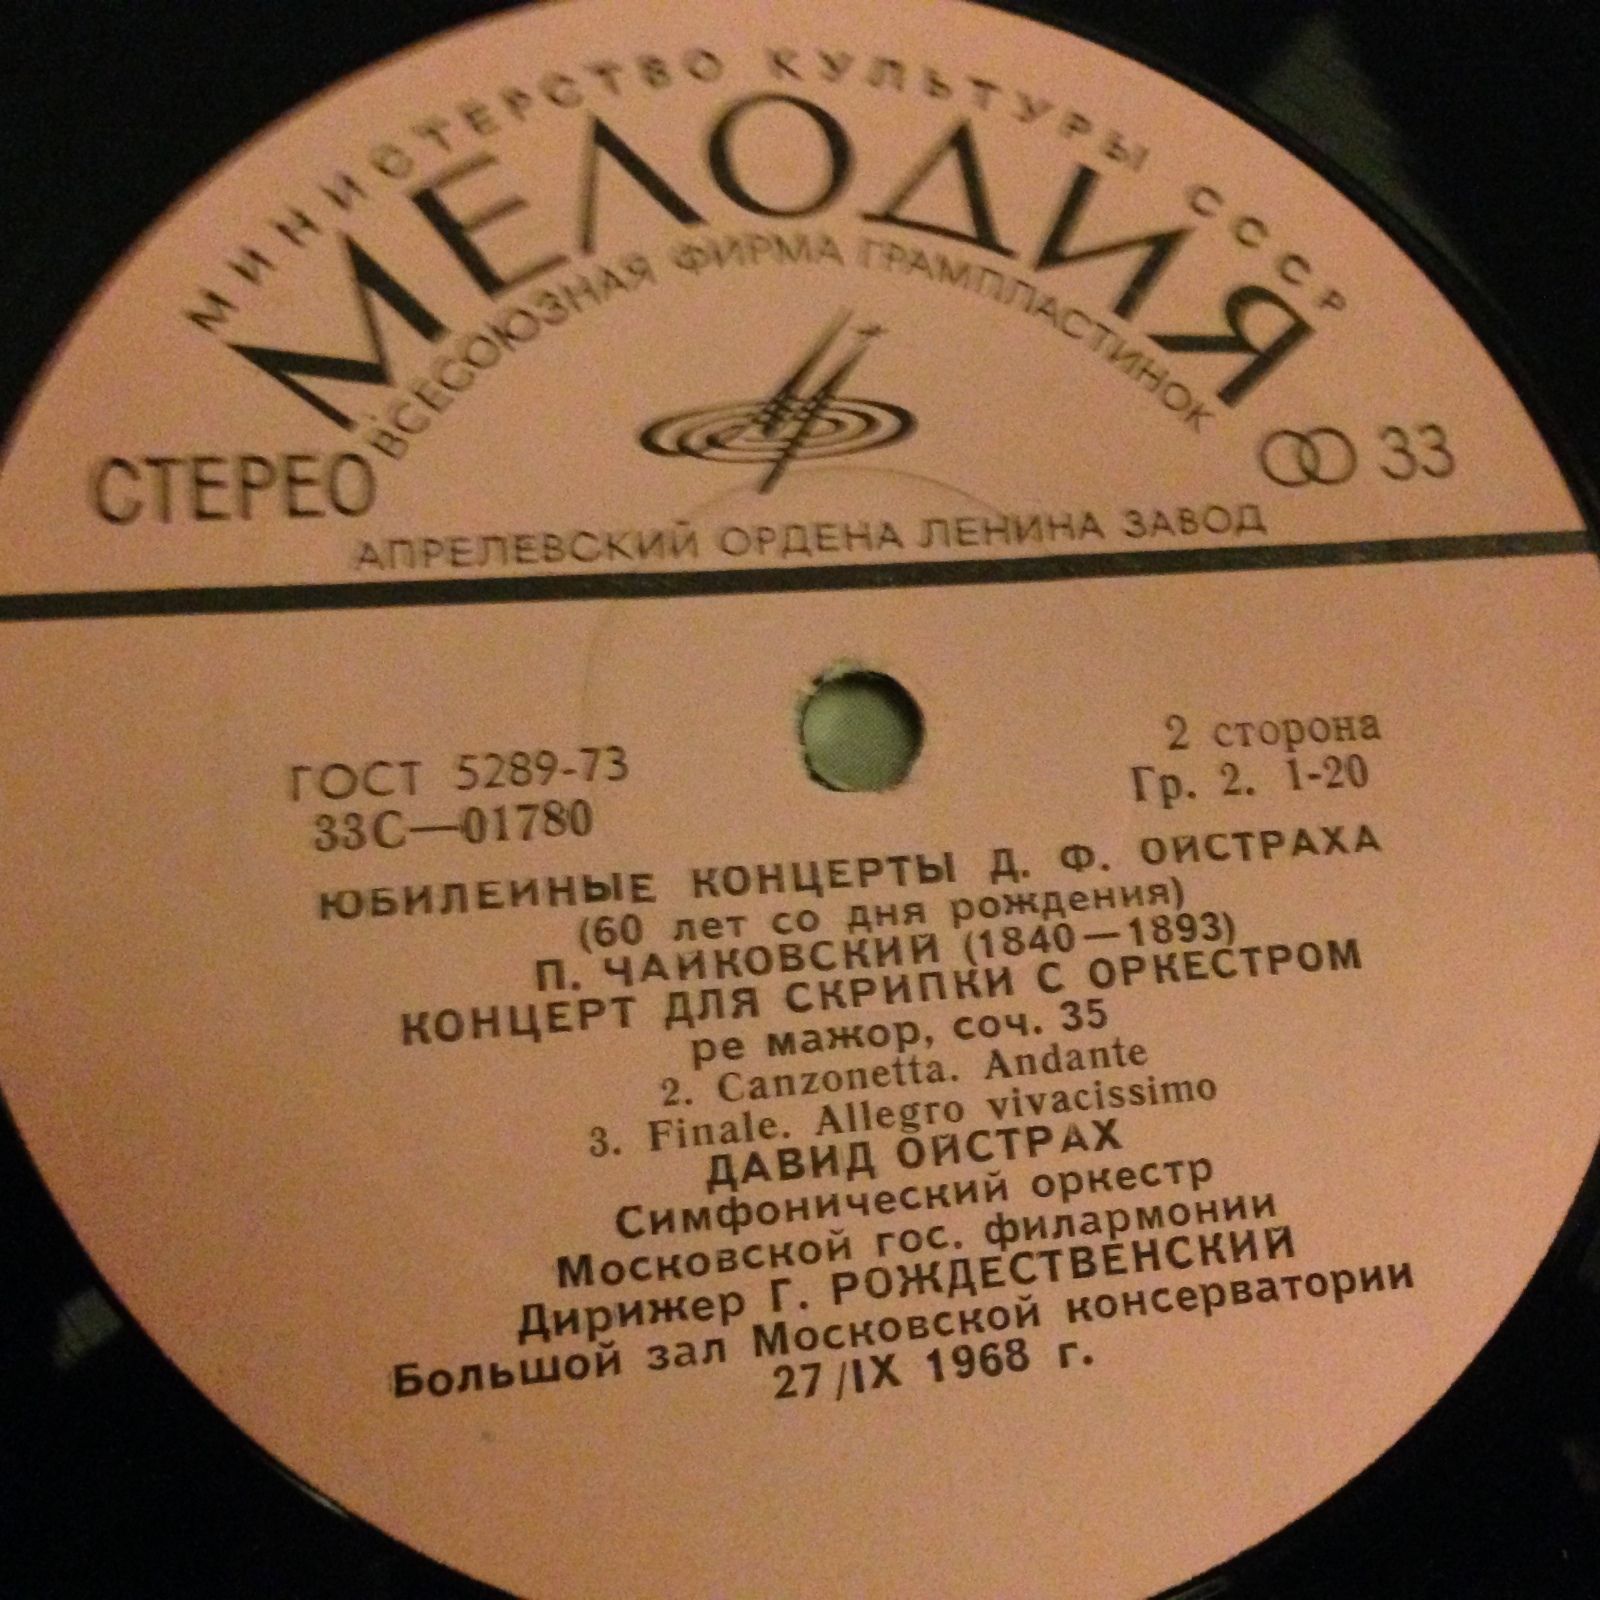 МИНИСТЕРСТВО КУЛЬТУРЫ СССР
МЕЛОДИЯ
ВСЕСОЮЗНАЯ ФИРМА ГРАМПЛАСТИНОК
СТЕРЕО
33
АПРЕЛЕВСКИЙ ОРДЕНА ЛЕНИНА ЗАВОД
ГОСТ 5289-73
2 сторона
33С—01780
Гр. 2. 1-20
ЮБИЛЕЙНЫЕ КОНЦЕРТЫ Д. Ф. ОЙСТРАХА
(60 лет со дня рождения)
П. ЧАЙКОВСКИЙ (1840—1893)
КОНЦЕРТ ДЛЯ СКРИПКИ С ОРКЕСТРОМ
ре мажор, соч. 35
2. Canzonetta. Andante
3. Finale. Allegro vivacissimo
ДАВИД ОЙСТРАХ
Симфонический оркестр
Московской гос. филармонии
Дирижер Г. РОЖДЕСТВЕНСКИЙ
Большой зал Московской консерватории
27/IX 1968 г.